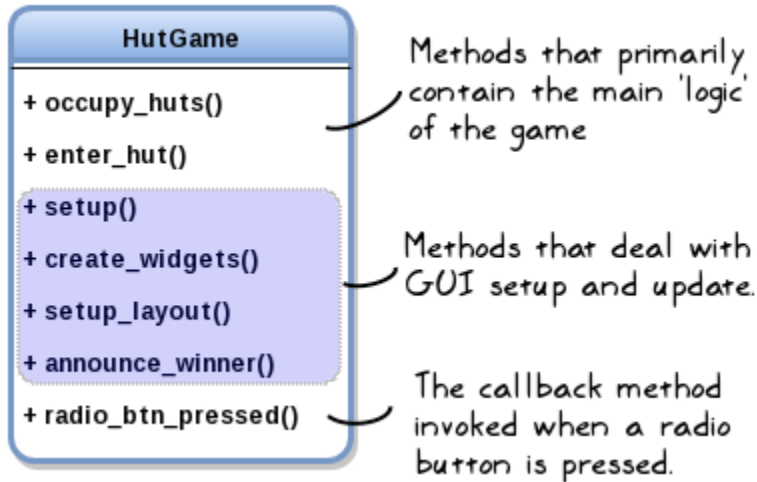 HutGame
+ occupy_huts()
+ enter_hut()
+ setup()
+ create_widgets()
+ setup_layout()
+ announce_winner()
+ radio_btn_pressed()
Methods that primarily
contain the main 'logic'
of the game
Methods that deal with
GUI setup and update.
The callback method
invoked when a radio
button is pressed.